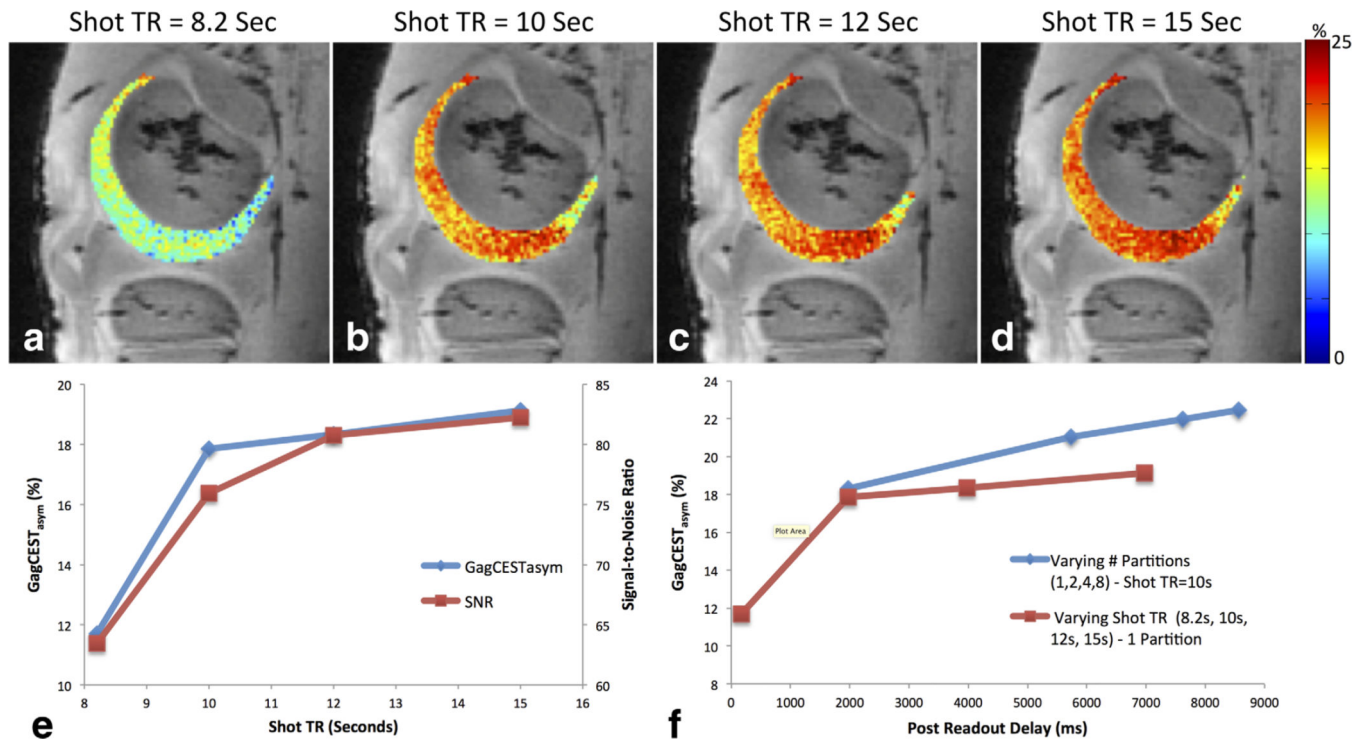 Shot TR = 8.2 Sec
Shot TR = 10 Sec
Shot TR = 12 Sec
Shot TR = 15 Sec
%
25
0
a
b
c
d
20
18
16
14
12
10
GagCESTasym (%)
85
80
75
70
65
60
Signal-to-Noise Ratio
GagCESTasym
SNR
8 9 10 11 12 13 14 15 16
Shot TR (Seconds)
e
24
22
20
18
16
14
12
10
8
GagCESTasym (%)
Plot Area
Varying # Partitions
(1,2,4,8) - Shot TR=10s
Varying Shot TR (8.2s, 10s,
12s, 15s) - 1 Partition
0 1000 2000 3000 4000 5000 6000 7000 8000 9000
Post Readout Delay (ms)
f